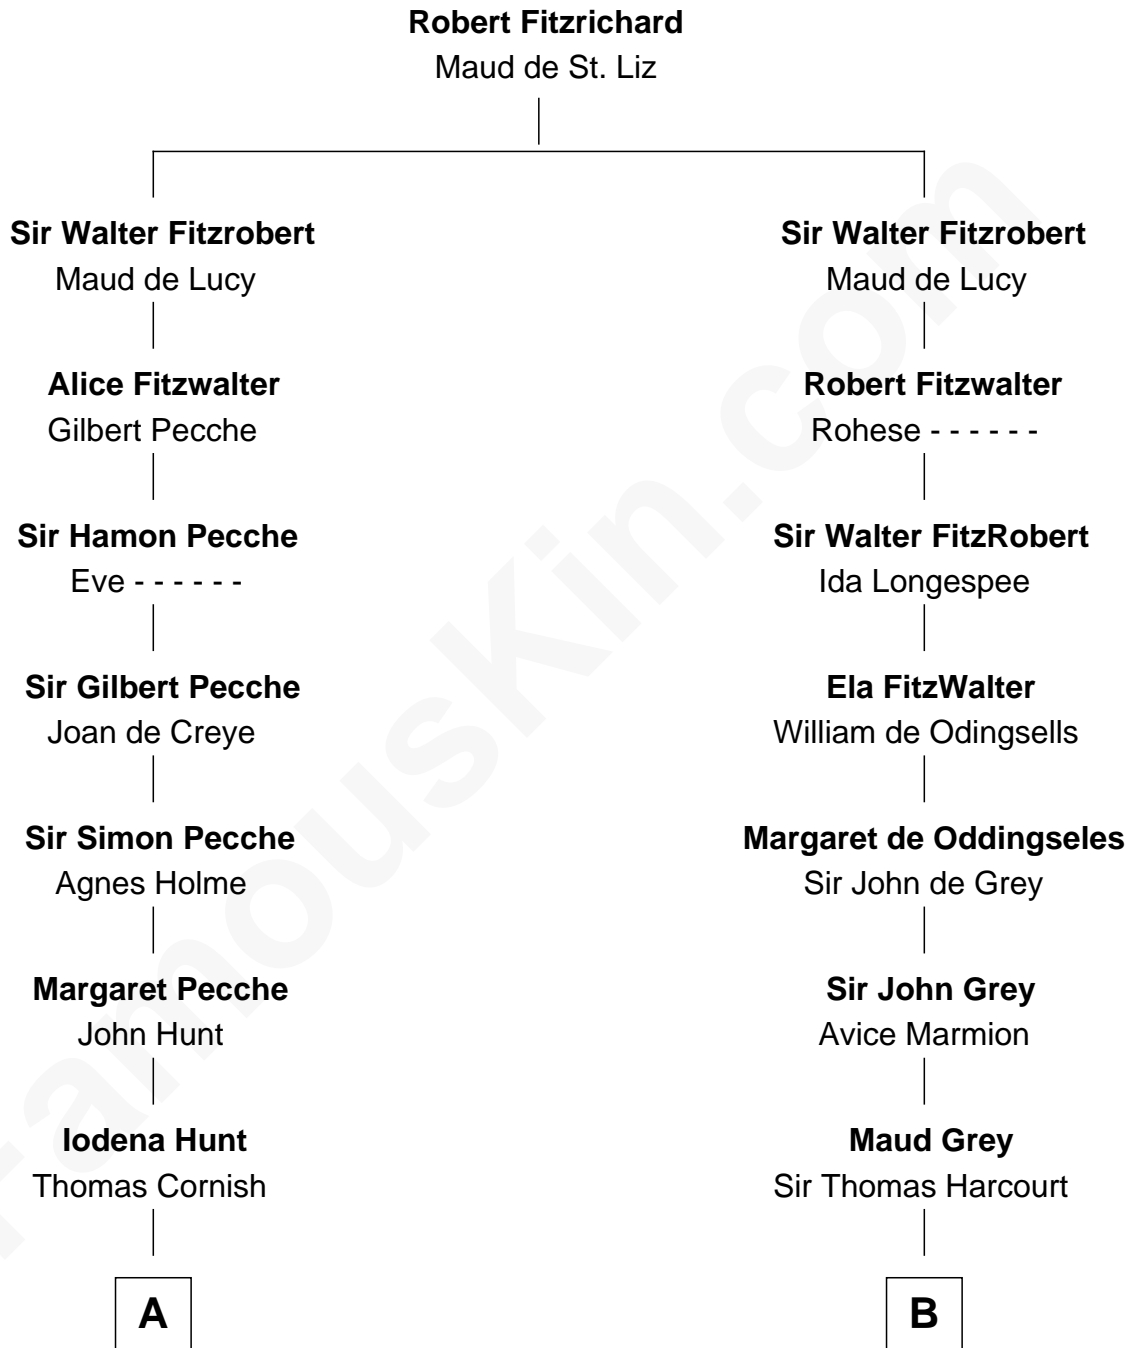 Robert Fitzrichard
Maud de St. Liz
Sir Walter Fitzrobert
Maud de Lucy
Alice Fitzwalter
Gilbert Pecche
Sir Hamon Pecche
Eve - - - - - -
Sir Gilbert Pecche
Joan de Creye
Sir Simon Pecche
Agnes Holme
Margaret Pecche
John Hunt
Iodena Hunt
Thomas Cornish
A
Sir Walter Fitzrobert
Maud de Lucy
Robert Fitzwalter
Rohese - - - - - -
Sir Walter FitzRobert
Ida Longespee
Ela FitzWalter
William de Odingsells
Margaret de Oddingseles
Sir John de Grey
Sir John Grey
Avice Marmion
Maud Grey
Sir Thomas Harcourt
B
FamousKin.com